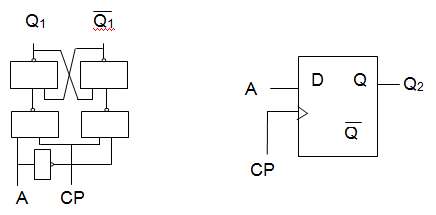 Q₁ Q̅₁
A CP
A D Q Q₂
Q̅
CP